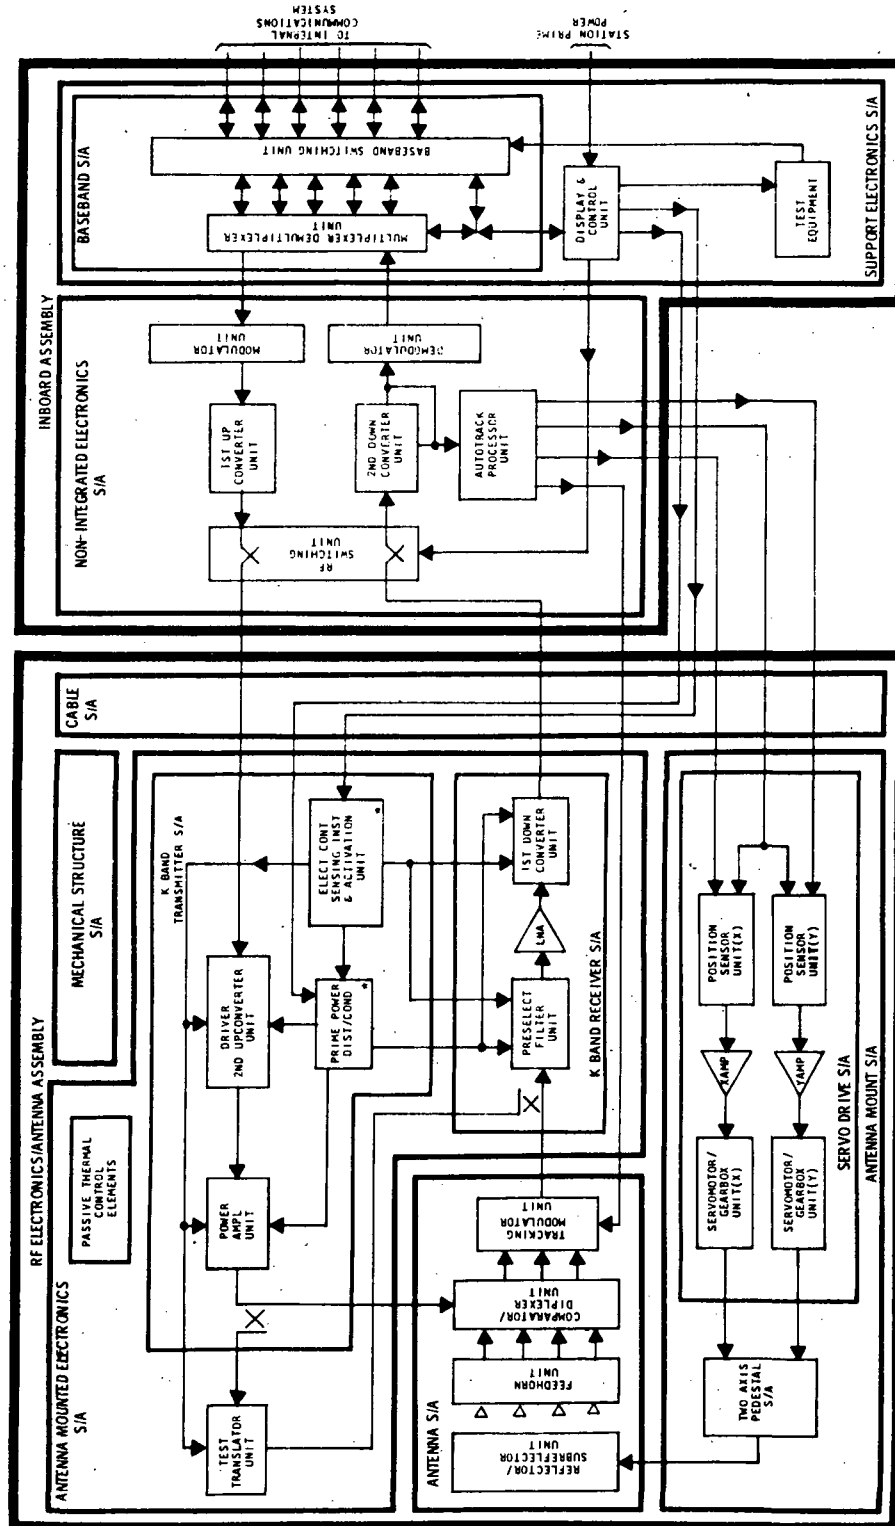 TO INTERNAL
COMMUNICATIONS
SYSTEM
STATION PRIME
POWER
INBOARD ASSEMBLY
BASEBAND S/A
BASEBAND SWITCHING UNIT
MULTIPLEXER DEMULTIPLEXER
UNIT
DISPLAY &
CONTROL
UNIT
TEST
EQUIPMENT
SUPPORT ELECTRONICS S/A
NON-INTEGRATED ELECTRONICS
S/A
MODULATOR
UNIT
DEMODULATOR
UNIT
1ST UP
CONVERTER
UNIT
2ND DOWN
CONVERTER
UNIT
AUTOTRACK
PROCESSOR
UNIT
RF
SWITCHING
UNIT
RF ELECTRONICS/ANTENNA ASSEMBLY
CABLE
S/A
MECHANICAL STRUCTURE
S/A
ANTENNA MOUNTED ELECTRONICS
S/A
PASSIVE THERMAL
CONTROL
ELEMENTS
K BAND
TRANSMITTER S/A
ELECT CONT
SENSING INST
& ACTIVATION
UNIT
*
DRIVER
2ND UPCONVERTER
UNIT
PRIME POWER
DIST/COND
*
POWER
AMPL
UNIT
TEST
TRANSLATOR
UNIT
1ST DOWN
CONVERTER
UNIT
LNA
PRESELECT
FILTER
UNIT
K BAND RECEIVER S/A
ANTENNA S/A
TRACKING
MODULATOR
UNIT
COMPARATOR/
DIPLEXER
UNIT
FEEDHORN
UNIT
REFLECTOR/
SUBREFLECTOR
UNIT
POSITION
SENSOR
UNIT(X)
POSITION
SENSOR
UNIT(Y)
XAMP
YAMP
SERVOMOTOR/
GEARBOX
UNIT(X)
SERVOMOTOR/
GEARBOX
UNIT(Y)
SERVO DRIVE S/A
ANTENNA MOUNT S/A
TWO AXIS
PEDESTAL
S/A